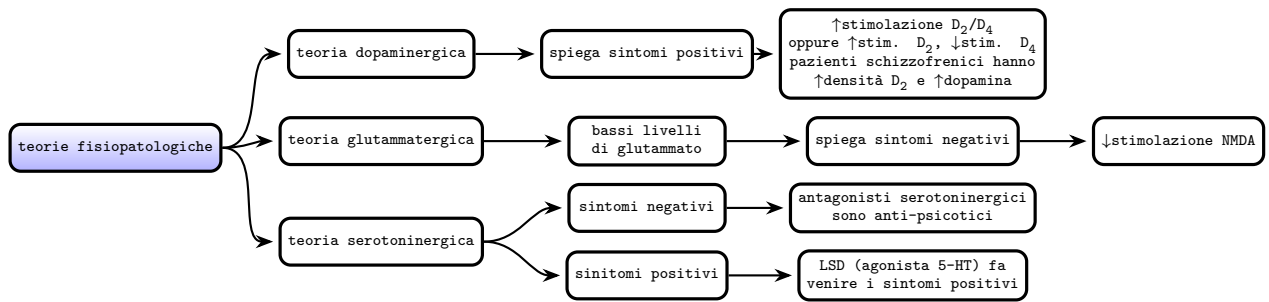 teorie fisiopatologiche
teoria dopaminergica
spiega sintomi positivi
↑stimolazione D₂/D₄
oppure ↑stim. D₂, ↓stim. D₄
pazienti schizzofrenici hanno
↑densità D₂ e ↑dopamina
teoria glutammatergica
bassi livelli
di glutammato
spiega sintomi negativi
↓stimolazione NMDA
teoria serotoninergica
sintomi negativi
antagonisti serotoninergici
sono anti-psicotici
sinitomi positivi
LSD (agonista 5-HT) fa
venire i sintomi positivi